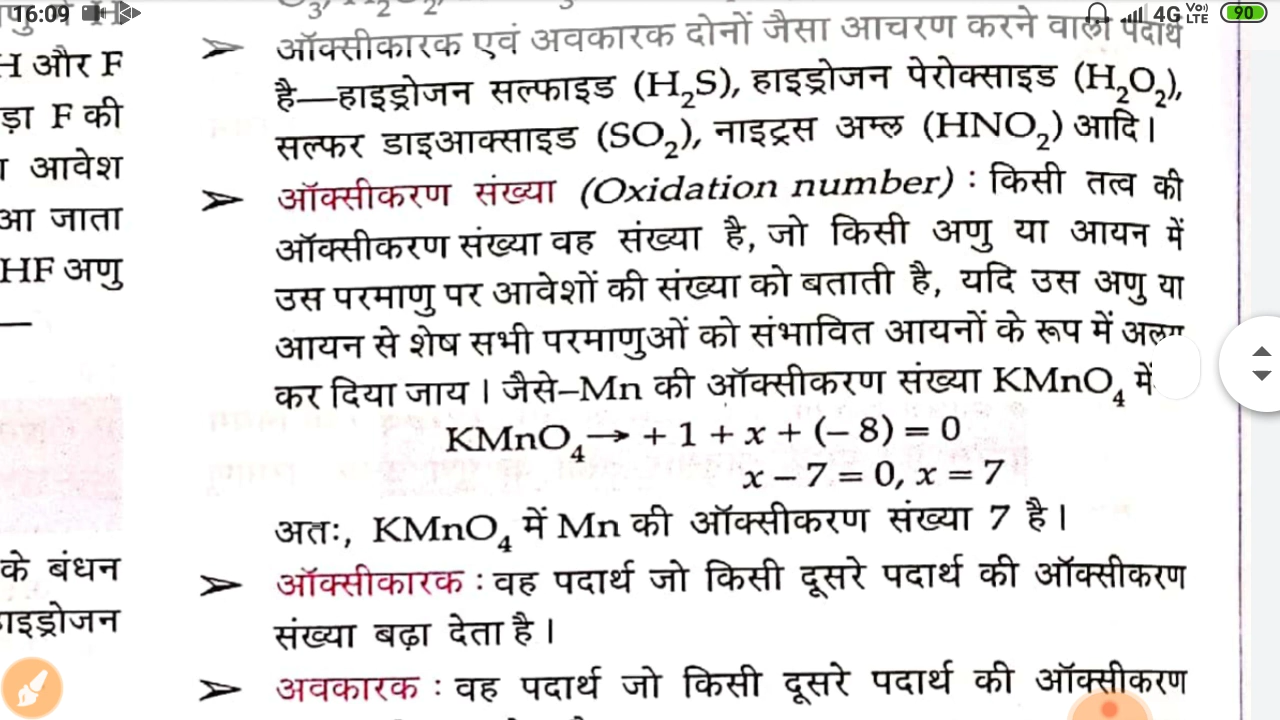 16:09
4G VoLTE 90
H और F
ड़ा F की
आवेश
आ जाता
HF अणु
के बंधन
ऑक्सीकारक एवं अवकारक दोनों जैसा आचरण करने वाला पदार्थ
है—हाइड्रोजन सल्फाइड (H₂S), हाइड्रोजन पेरोक्साइड (H₂O₂),
सल्फर डाइआक्साइड (SO₂), नाइट्रस अम्ल (HNO₂) आदि।
➢ ऑक्सीकरण संख्या (Oxidation number) : किसी तत्व की
ऑक्सीकरण संख्या वह संख्या है, जो किसी अणु या आयन में
उस परमाणु पर आवेशों की संख्या को बताती है, यदि उस अणु या
आयन से शेष सभी परमाणुओं को संभावित आयनों के रूप में अलग
कर दिया जाय। जैसे–Mn की ऑक्सीकरण संख्या KMnO₄ में
KMnO₄→ + 1 + x + (– 8) = 0
x – 7 = 0, x = 7
अतः, KMnO₄ में Mn की ऑक्सीकरण संख्या 7 है।
➢ ऑक्सीकारक : वह पदार्थ जो किसी दूसरे पदार्थ की ऑक्सीकरण
संख्या बढ़ा देता है।
➢ अवकारक : वह पदार्थ जो किसी दूसरे पदार्थ की ऑक्सीकरण